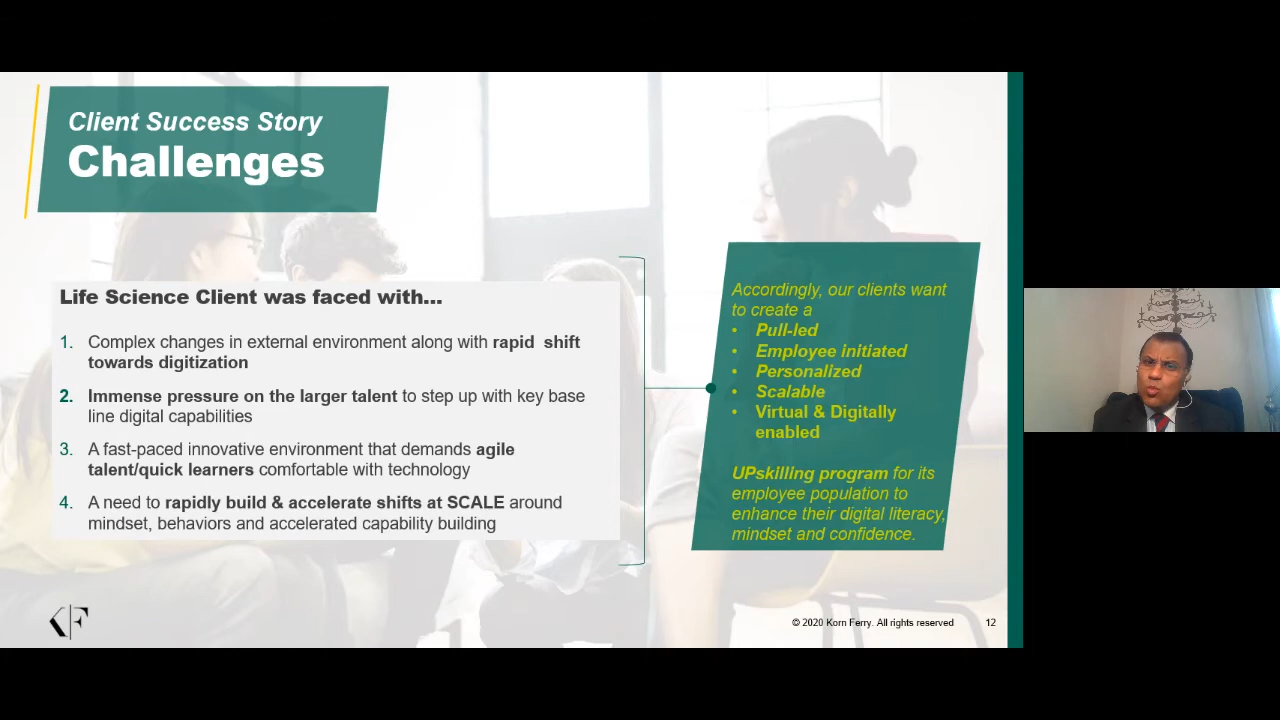 Client Success Story
Challenges
Life Science Client was faced with...
1. Complex changes in external environment along with rapid shift
towards digitization
2. Immense pressure on the larger talent to step up with key base
line digital capabilities
3. A fast-paced innovative environment that demands agile
talent/quick learners comfortable with technology
4. A need to rapidly build & accelerate shifts at SCALE around
mindset, behaviors and accelerated capability building
Accordingly, our clients want
to create a
• Pull-led
• Employee initiated
• Personalized
• Scalable
• Virtual & Digitally
enabled
UPskilling program for its
employee population to
enhance their digital literacy,
mindset and confidence.
KF
© 2020 Korn Ferry. All rights reserved 12